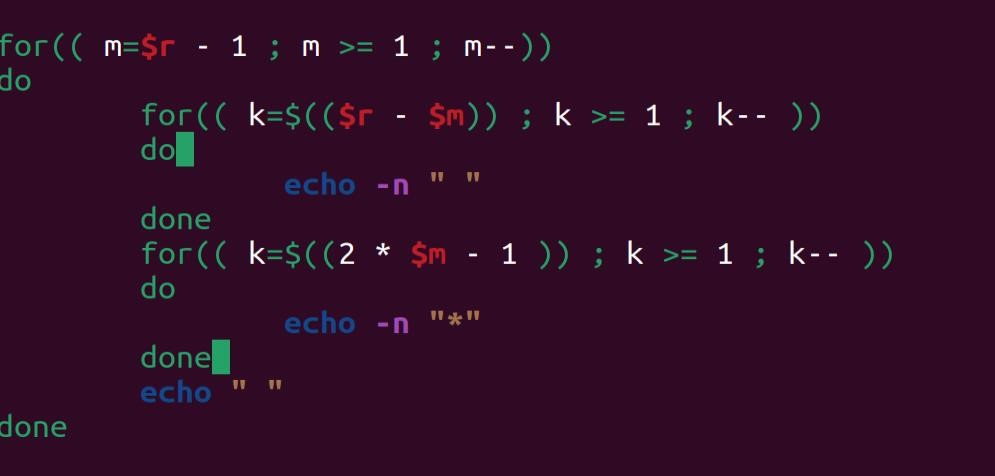 for(( m=$r - 1 ; m >= 1 ; m--))
do
for(( k=$(($r - $m)) ; k >= 1 ; k-- ))
do
echo -n " "
done
for(( k=$((2 * $m - 1 )) ; k >= 1 ; k-- ))
do
echo -n "*"
done
echo " "
done